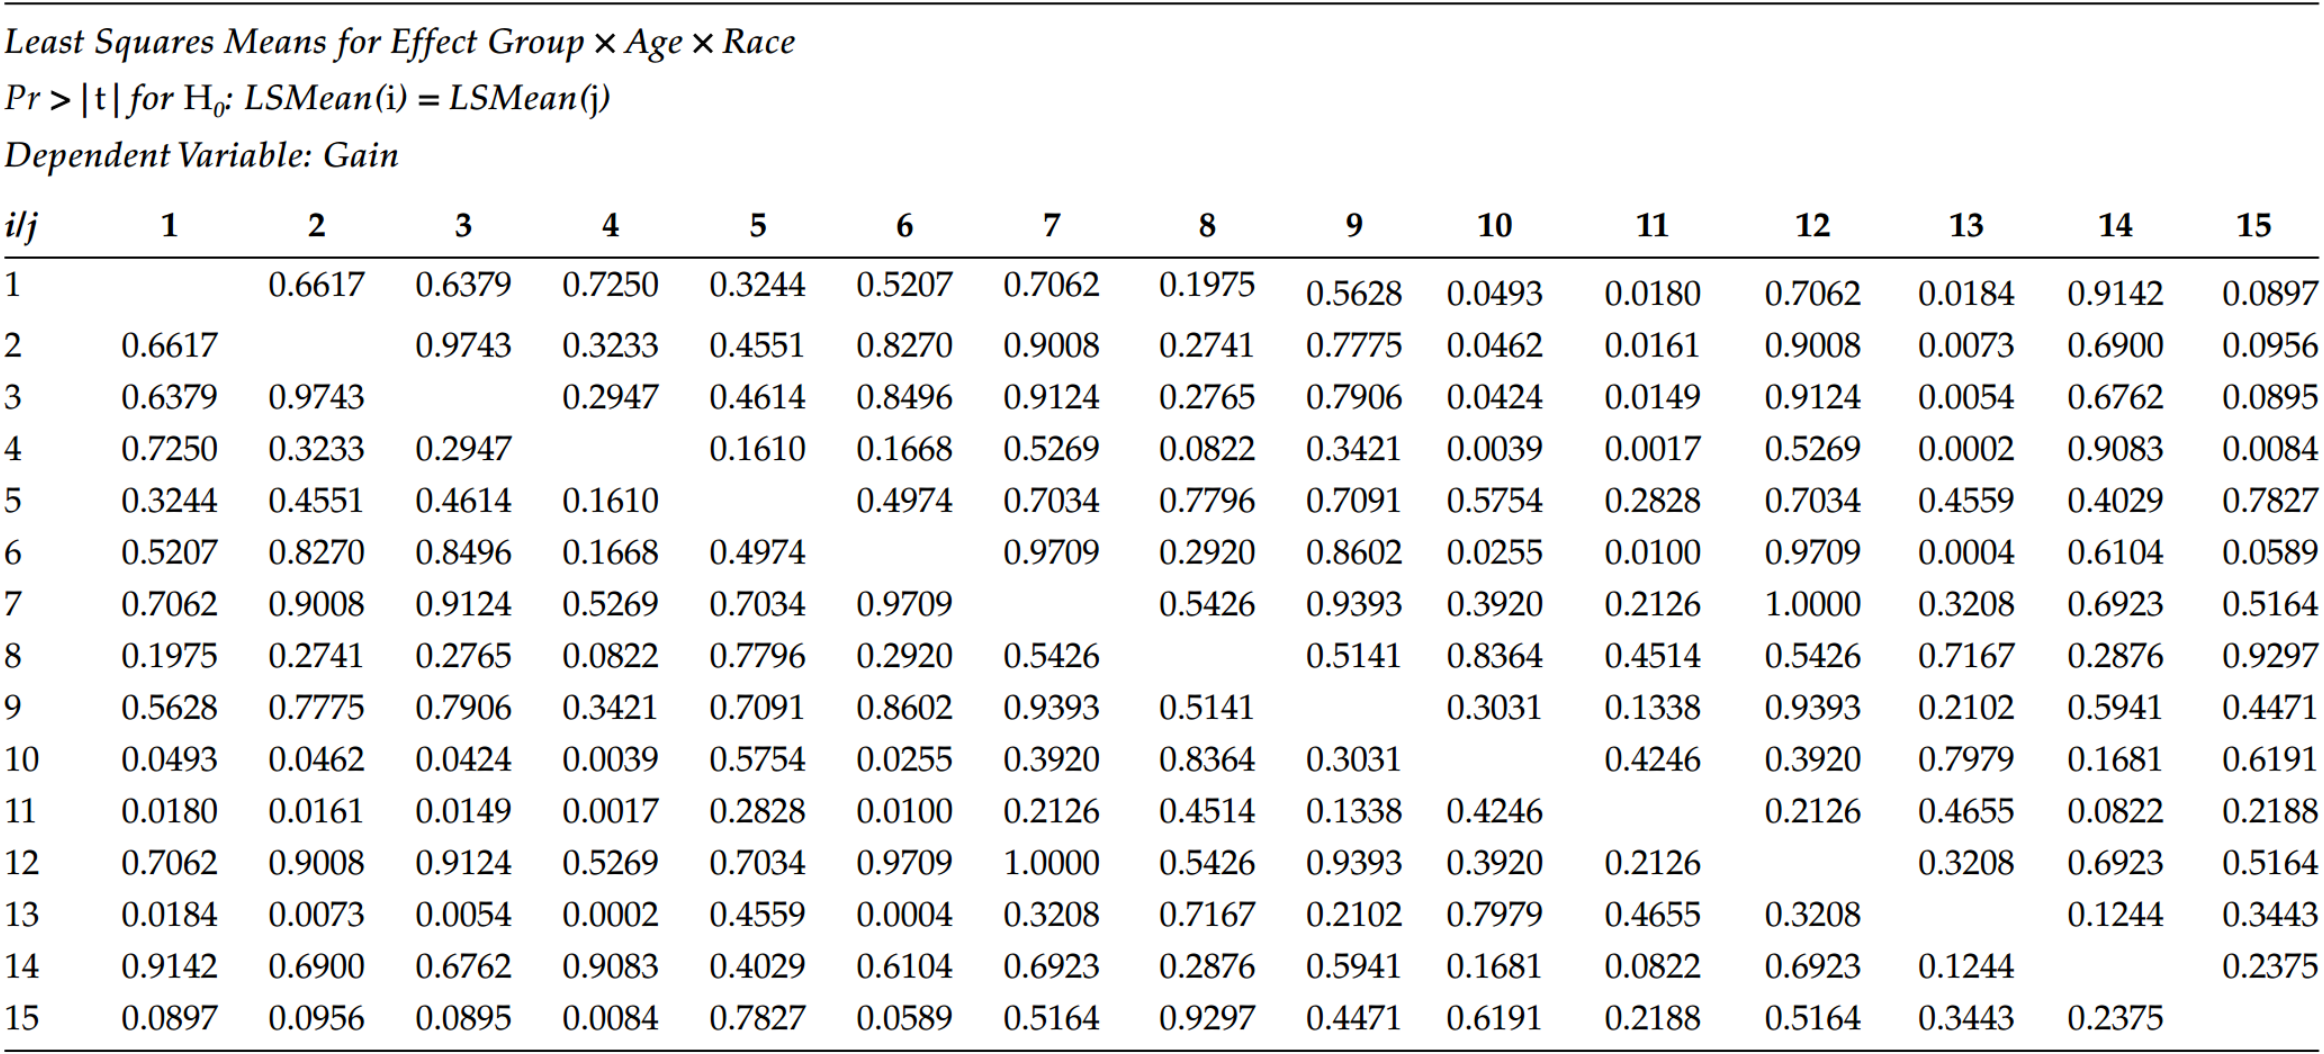 Least Squares Means for Effect Group × Age × Race
Pr > |t| for H0: LSMean(i) = LSMean(j)
Dependent Variable: Gain
i/j 1 2 3 4 5 6 7 8 9 10 11 12 13 14 15
1 0.6617 0.6379 0.7250 0.3244 0.5207 0.7062 0.1975 0.5628 0.0493 0.0180 0.7062 0.0184 0.9142 0.0897
2 0.6617 0.9743 0.3233 0.4551 0.8270 0.9008 0.2741 0.7775 0.0462 0.0161 0.9008 0.0073 0.6900 0.0956
3 0.6379 0.9743 0.2947 0.4614 0.8496 0.9124 0.2765 0.7906 0.0424 0.0149 0.9124 0.0054 0.6762 0.0895
4 0.7250 0.3233 0.2947 0.1610 0.1668 0.5269 0.0822 0.3421 0.0039 0.0017 0.5269 0.0002 0.9083 0.0084
5 0.3244 0.4551 0.4614 0.1610 0.4974 0.7034 0.7796 0.7091 0.5754 0.2828 0.7034 0.4559 0.4029 0.7827
6 0.5207 0.8270 0.8496 0.1668 0.4974 0.9709 0.2920 0.8602 0.0255 0.0100 0.9709 0.0004 0.6104 0.0589
7 0.7062 0.9008 0.9124 0.5269 0.7034 0.9709 0.5426 0.9393 0.3920 0.2126 1.0000 0.3208 0.6923 0.5164
8 0.1975 0.2741 0.2765 0.0822 0.7796 0.2920 0.5426 0.5141 0.8364 0.4514 0.5426 0.7167 0.2876 0.9297
9 0.5628 0.7775 0.7906 0.3421 0.7091 0.8602 0.9393 0.5141 0.3031 0.1338 0.9393 0.2102 0.5941 0.4471
10 0.0493 0.0462 0.0424 0.0039 0.5754 0.0255 0.3920 0.8364 0.3031 0.4246 0.3920 0.7979 0.1681 0.6191
11 0.0180 0.0161 0.0149 0.0017 0.2828 0.0100 0.2126 0.4514 0.1338 0.4246 0.2126 0.4655 0.0822 0.2188
12 0.7062 0.9008 0.9124 0.5269 0.7034 0.9709 1.0000 0.5426 0.9393 0.3920 0.2126 0.3208 0.6923 0.5164
13 0.0184 0.0073 0.0054 0.0002 0.4559 0.0004 0.3208 0.7167 0.2102 0.7979 0.4655 0.3208 0.1244 0.3443
14 0.9142 0.6900 0.6762 0.9083 0.4029 0.6104 0.6923 0.2876 0.5941 0.1681 0.0822 0.6923 0.1244 0.2375
15 0.0897 0.0956 0.0895 0.0084 0.7827 0.0589 0.5164 0.9297 0.4471 0.6191 0.2188 0.5164 0.3443 0.2375